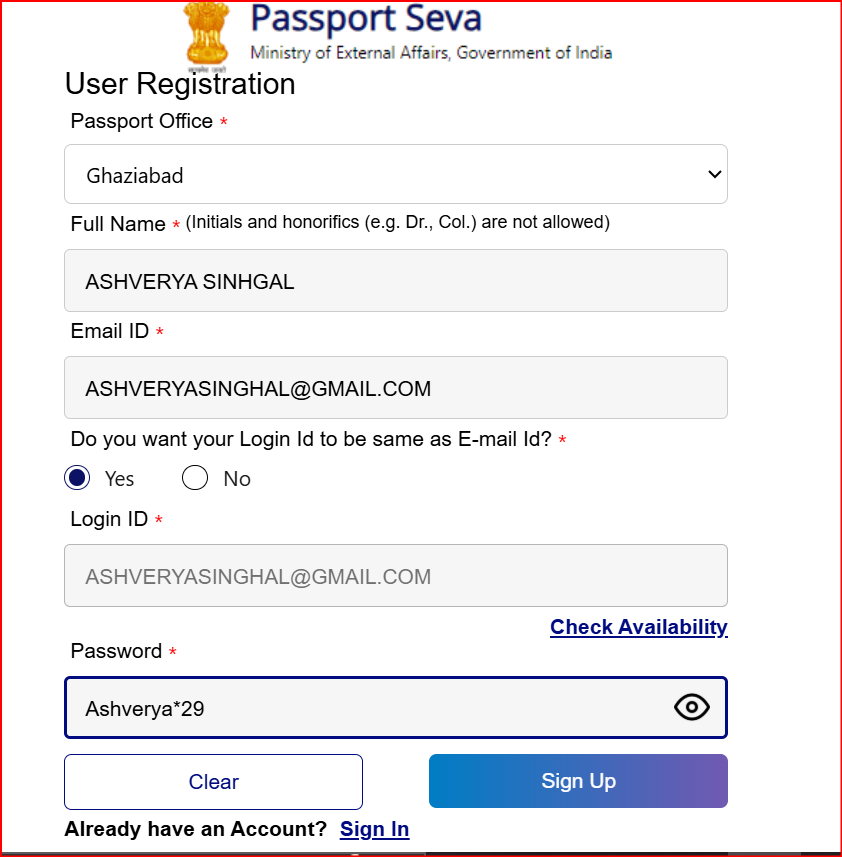 Passport Seva
Ministry of External Affairs, Government of India
User Registration
Passport Office *
Ghaziabad
Full Name * (Initials and honorifics (e.g. Dr., Col.) are not allowed)
ASHVERYA SINHGAL
Email ID *
ASHVERYASINGHAL@GMAIL.COM
Do you want your Login Id to be same as E-mail Id? *
Yes No
Login ID *
ASHVERYASINGHAL@GMAIL.COM
Check Availability
Password *
Ashverya*29
Clear Sign Up
Already have an Account? Sign In